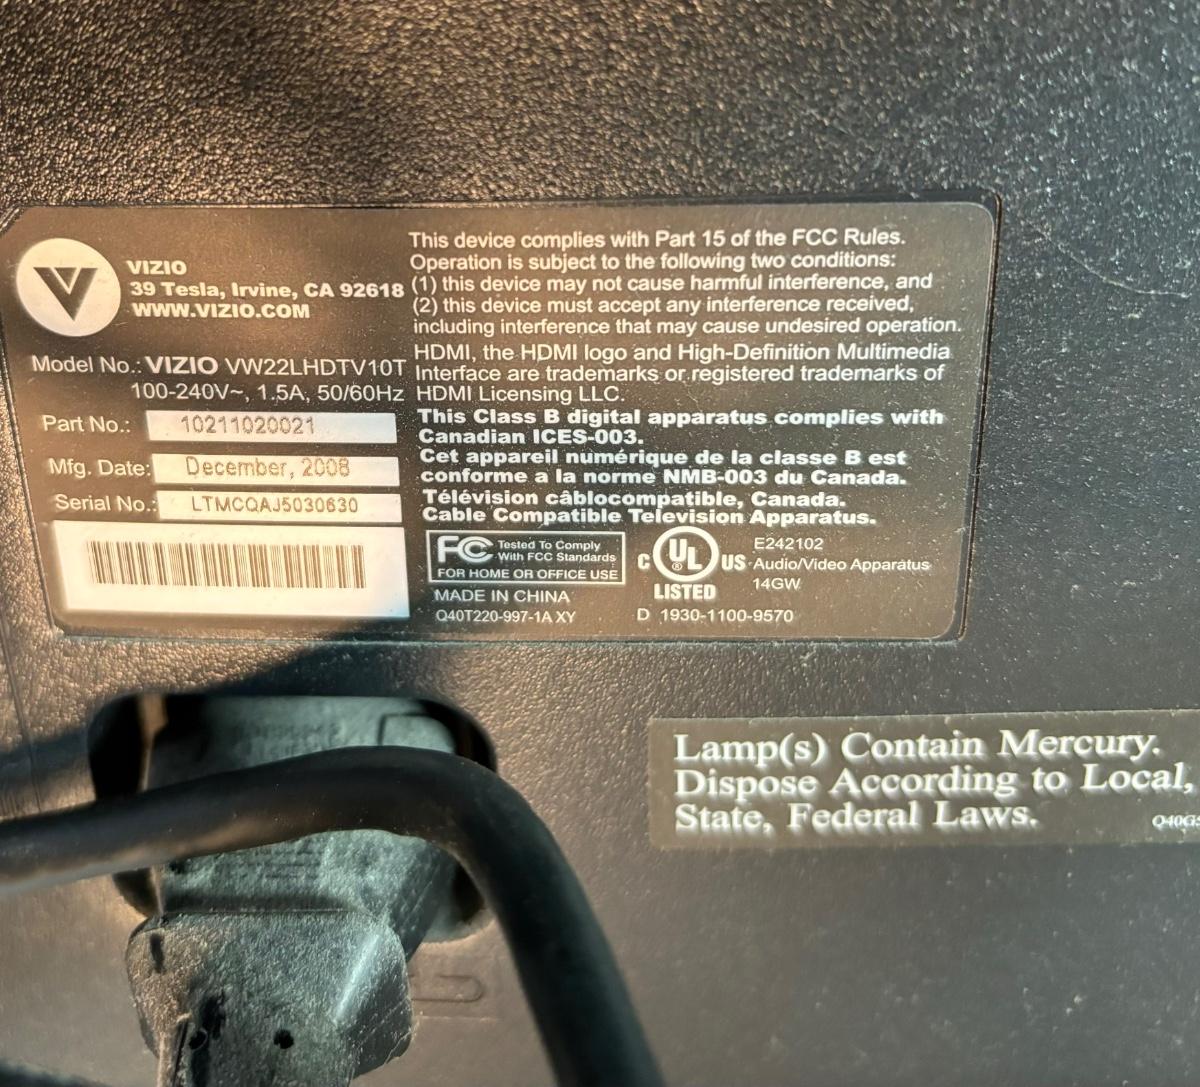 VIZIO
39 Tesla, Irvine, CA 92618
WWW.VIZIO.COM
Model No.: VIZIO VW22LHDTV10T
100-240V~, 1.5A, 50/60Hz
Part No.: 10211020021
Mfg. Date: December, 2008
Serial No.: LTMCQAJ5030630
This device complies with Part 15 of the FCC Rules.
Operation is subject to the following two conditions:
(1) this device may not cause harmful interference, and
(2) this device must accept any interference received,
including interference that may cause undesired operation.
HDMI, the HDMI logo and High-Definition Multimedia
Interface are trademarks or registered trademarks of
HDMI Licensing LLC.
This Class B digital apparatus complies with
Canadian ICES-003.
Cet appareil numérique de la classe B est
conforme a la norme NMB-003 du Canada.
Télévision câblocompatible, Canada.
Cable Compatible Television Apparatus.
FC Tested To Comply
With FCC Standards
FOR HOME OR OFFICE USE
MADE IN CHINA
Q40T220-997-1A XY
C UL ® US
LISTED
E242102
Audio/Video Apparatus
14GW
D 1930-1100-9570
Lamp(s) Contain Mercury.
Dispose According to Local,
State, Federal Laws.